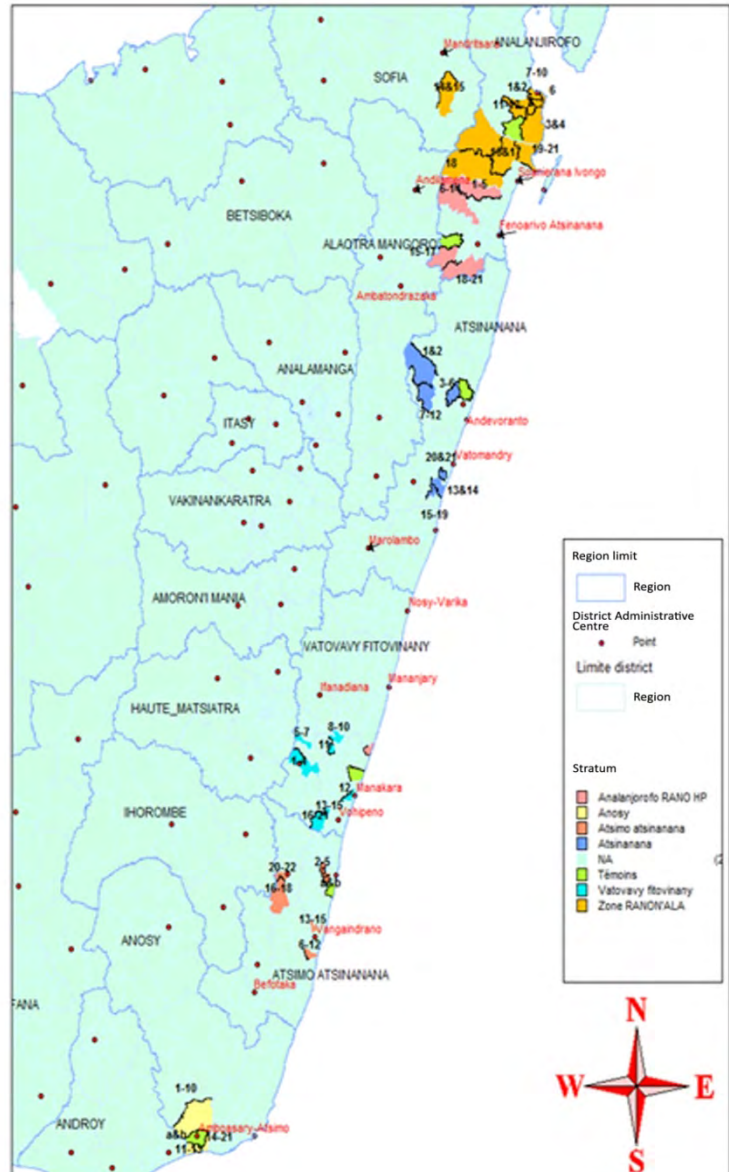 Mandritsara
ANALANJIROFO
7-10
SOFIA
1&2
6
14&15
3&4
19-21
18
Soanierana Ivongo
1-5
BETSIBOKA
Fenoarivo Atsinanana
ALAOTRA MANGORO
15-17
18-21
Ambatondrazaka
ATSINANANA
1&2
ANALAMANGA
3-6
7-12
ITASY
Andevoranto
20&21
Vatomandry
VAKINANKARATRA
13&14
15-19
Marolambo
AMORON'I MANIA
Nosy-Varika
VATOVAVY FITOVINANY
Ifanadiana
Mananjary
HAUTE_MATSIATRA
5-7
8-10
11
12
Manakara
13-15
IHOROMBE
Vohipeno
20-22
2-5
16-18
a&b
13-15
Vangaindrano
ANOSY
6-12
ATSIMO ATSINANANA
Befotaka
FANA
1-10
ANDROY
a&b
Amboasary-Atsimo
14-21
11-13
Region limit
Region
District Administrative
Centre
Point
Limite district
Region
Stratum
Analanjorofo RANO HP
Anosy
Atsimo atsinanana
Atsinanana
NA
(2
Témoins
Vatovavy fitovinany
Zone RANON'ALA
N
W
E
S